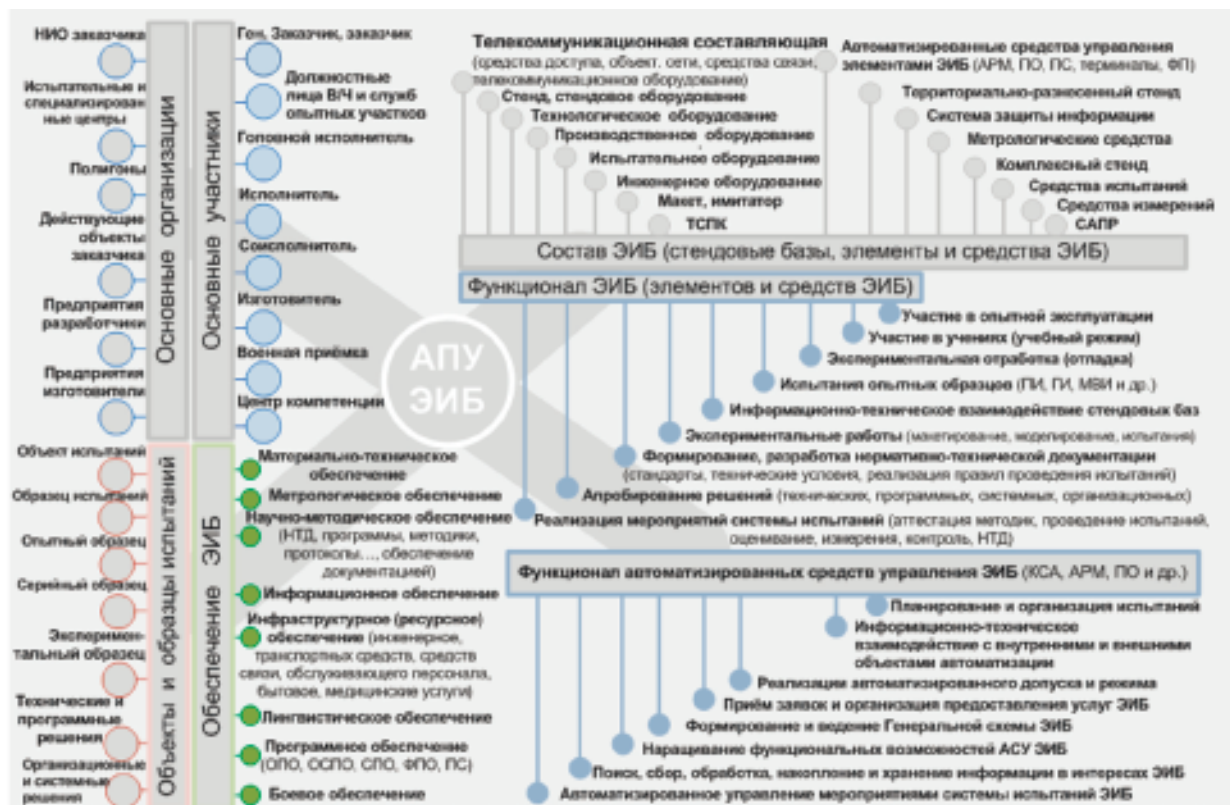 НИО заказчика
Испытательные и
специализирован
ные центры
Полигоны
Действующие
объекты
заказчика
Предприятия
разработчики
Предприятия
изготовители
Основные организации
Основные участники
Ген. Заказчик, заказчик
Должностные
лица В/Ч и служб
опытных участков
Головной исполнитель
Исполнитель
Соисполнитель
Изготовитель
Военная приёмка
Центр компетенции
Объект испытаний
Образец испытаний
Опытный образец
Серийный образец
Эксперимен-
тальный образец
Технические и
программные
решения
Организационные
и системные
решения
Объекты и образцы испытаний
Обеспечение ЭИБ
Материально-техническое
обеспечение
Метрологическое обеспечение
Научно-методическое обеспечение
(НТД, программы, методики,
протоколы..., обеспечение
документацией)
Информационное обеспечение
Инфраструктурное (ресурсное)
обеспечение (инженерное,
транспортных средств, средств
связи, обслуживающего персонала,
бытовое, медицинские услуги)
Лингвистическое обеспечение
Программное обеспечение
(ОПО, ОСПО, СПО, ФПО, ПС)
Боевое обеспечение
АПУ
ЭИБ
Телекоммуникационная составляющая
(средства доступа, объект. сети, средства связи,
телекоммуникационное оборудование)
Стенд, стендовое оборудование
Технологическое оборудование
Производственное оборудование
Испытательное оборудование
Инженерное оборудование
Макет, имитатор
ТСПК
Автоматизированные средства управления
элементами ЭИБ (АРМ, ПО, ПС, терминалы, ФП)
Территориально-разнесенный стенд
Система защиты информации
Метрологические средства
Комплексный стенд
Средства испытаний
Средства измерений
САПР
Состав ЭИБ (стендовые базы, элементы и средства ЭИБ)
Функционал ЭИБ (элементов и средств ЭИБ)
Участие в опытной эксплуатации
Участие в учениях (учебный режим)
Экспериментальная отработка (отладка)
Испытания опытных образцов (ПИ, ГИ, МВИ и др.)
Информационно-техническое взаимодействие стендовых баз
Экспериментальные работы (макетирование, моделирование, испытания)
Формирование, разработка нормативно-технической документации
(стандарты, технические условия, реализация правил проведения испытаний)
Апробирование решений (технических, программных, системных, организационных)
Реализация мероприятий системы испытаний (аттестация методик, проведение испытаний,
оценивание, измерения, контроль, НТД)
Функционал автоматизированных средств управления ЭИБ (КСА, АРМ, ПО и др.)
Планирование и организация испытаний
Информационно-техническое
взаимодействие с внутренними и внешними
объектами автоматизации
Реализации автоматизированного допуска и режима
Приём заявок и организация предоставления услуг ЭИБ
Формирование и ведение Генеральной схемы ЭИБ
Наращивание функциональных возможностей АСУ ЭИБ
Поиск, сбор, обработка, накопление и хранение информации в интересах ЭИБ
Автоматизированное управление мероприятиями системы испытаний ЭИБ